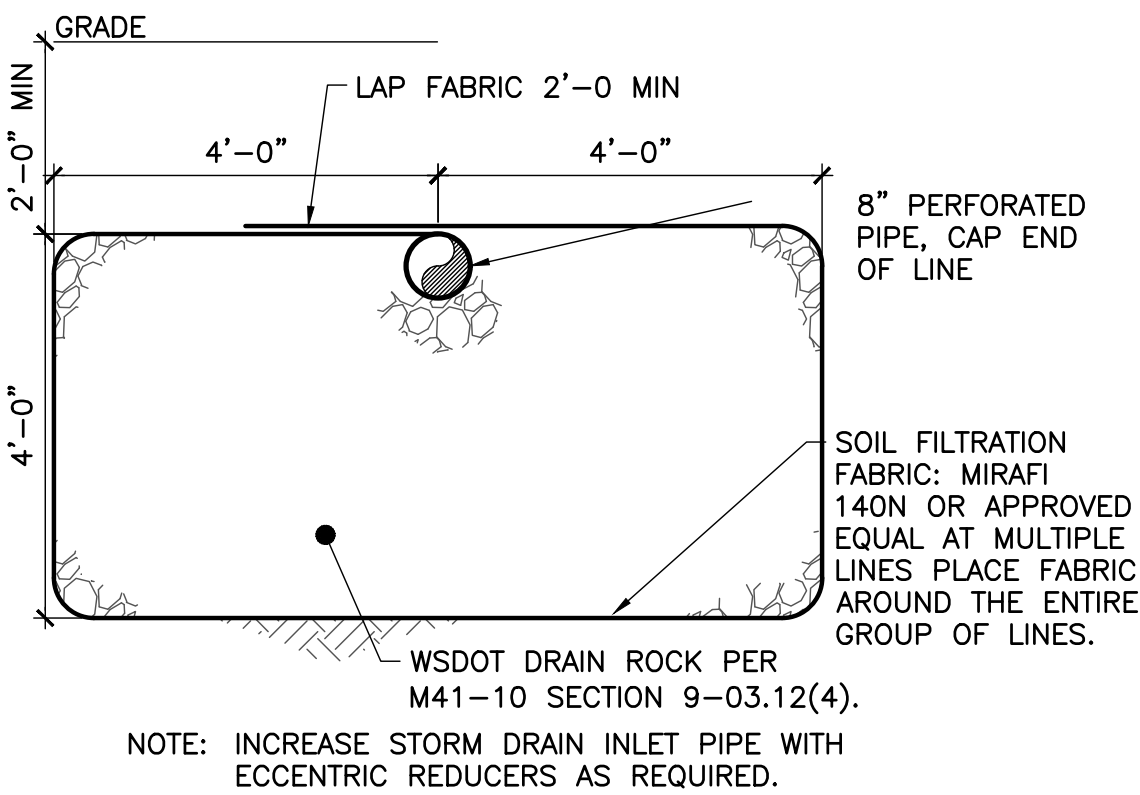 GRADE
2'-0" MIN
LAP FABRIC 2'-0 MIN
4'-0"
4'-0"
8" PERFORATED
PIPE, CAP END
OF LINE
4'-0"
SOIL FILTRATION
FABRIC: MIRAFI
140N OR APPROVED
EQUAL AT MULTIPLE
LINES PLACE FABRIC
AROUND THE ENTIRE
GROUP OF LINES.
WSDOT DRAIN ROCK PER
M41-10 SECTION 9-03.12(4).
NOTE: INCREASE STORM DRAIN INLET PIPE WITH
ECCENTRIC REDUCERS AS REQUIRED.